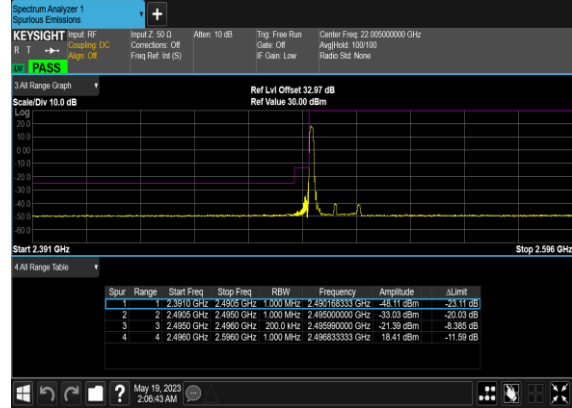 Spectrum Analyzer 1
Spurious Emissions
KEYSIGHT Input: RF Input Z: 50 Ω Atten: 10 dB Trig: Free Run Center Freq: 22.005000000 GHz
R T Coupling: DC Corrections: Off Gate: Off Avg|Hold: 100/100
Align: Off Freq Ref: Int (S) IF Gain: Low Radio Std: None
PASS
3 All Range Graph
Ref Lvl Offset 32.97 dB
Scale/Div 10.0 dB Ref Value 30.00 dBm
Log
20.0
10.0
0.00
-10.0
-20.0
-30.0
-40.0
-50.0
-60.0
Start 2.391 GHz Stop 2.596 GHz
4 All Range Table
Spur Range Start Freq Stop Freq RBW Frequency Amplitude ΔLimit
1 1 2.3910 GHz 2.4905 GHz 1.000 MHz 2.490168333 GHz -48.11 dBm -23.11 dB
2 2 2.4905 GHz 2.4950 GHz 1.000 MHz 2.495000000 GHz -33.03 dBm -20.03 dB
3 3 2.4950 GHz 2.4960 GHz 200.0 kHz 2.495990000 GHz -21.39 dBm -8.385 dB
4 4 2.4960 GHz 2.5960 GHz 1.000 MHz 2.496833333 GHz 18.41 dBm -11.59 dB
? May 19, 2023
2:06:43 AM